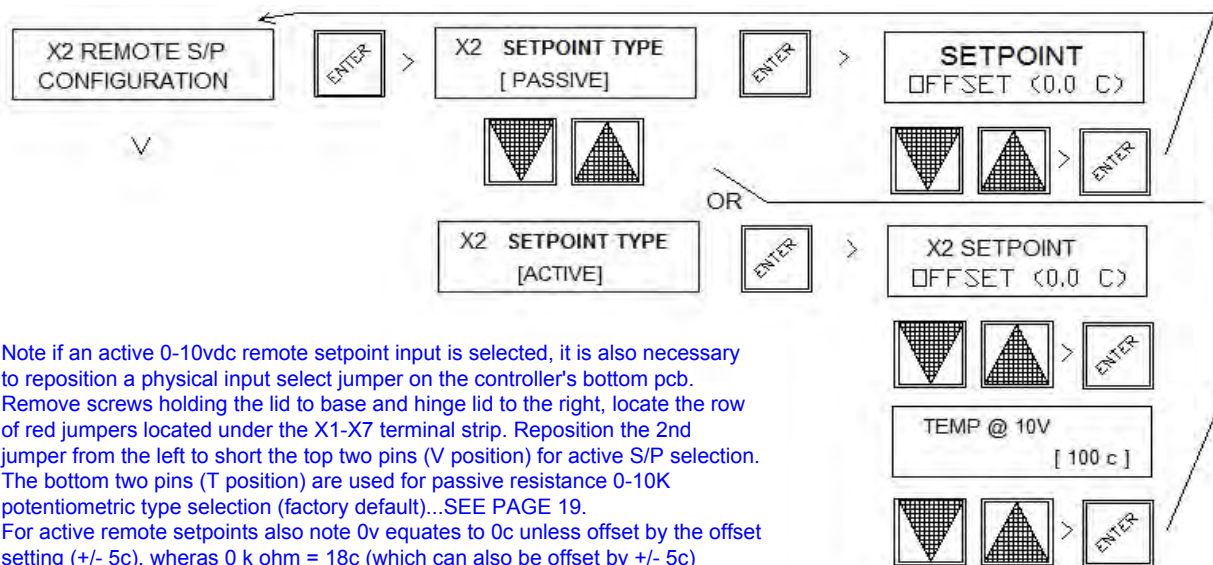 X2 REMOTE S/P
CONFIGURATION
ENTER
>
X2 SETPOINT TYPE
[ PASSIVE]
ENTER
>
SETPOINT
OFFSET (0.0 C)
>
ENTER
OR
X2 SETPOINT TYPE
[ACTIVE]
ENTER
>
X2 SETPOINT
OFFSET (0.0 C)
>
ENTER
TEMP @ 10V
[ 100 c ]
>
ENTER
Note if an active 0-10vdc remote setpoint input is selected, it is also necessary
to reposition a physical input select jumper on the controller's bottom pcb.
Remove screws holding the lid to base and hinge lid to the right, locate the row
of red jumpers located under the X1-X7 terminal strip. Reposition the 2nd
jumper from the left to short the top two pins (V position) for active S/P selection.
The bottom two pins (T position) are used for passive resistance 0-10K
potentiometric type selection (factory default)...SEE PAGE 19.
For active remote setpoints also note 0v equates to 0c unless offset by the offset
setting (+/- 5c), wheras 0 k ohm = 18c (which can also be offset by +/- 5c)